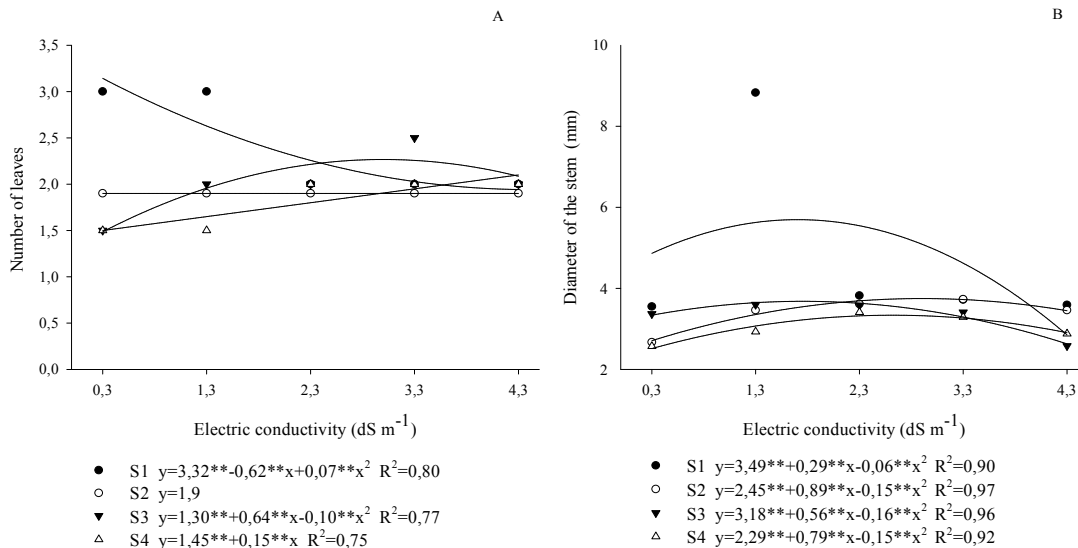 A
3,5
3,0
2,5
2,0
1,5
1,0
0,5
0,0
Number of leaves
0,3 1,3 2,3 3,3 4,3
Electric conductivity (dS m-1)
S1 y=3,32**-0,62**x+0,07**x2 R2=0,80
S2 y=1,9
S3 y=1,30**+0,64**x-0,10**x2 R2=0,77
S4 y=1,45**+0,15**x R2=0,75
B
10
8
6
4
2
Diameter of the stem (mm)
0,3 1,3 2,3 3,3 4,3
Electric conductivity (dS m-1)
S1 y=3,49**+0,29**x-0,06**x2 R2=0,90
S2 y=2,45**+0,89**x-0,15**x2 R2=0,97
S3 y=3,18**+0,56**x-0,16**x2 R2=0,96
S4 y=2,29**+0,79**x-0,15**x2 R2=0,92